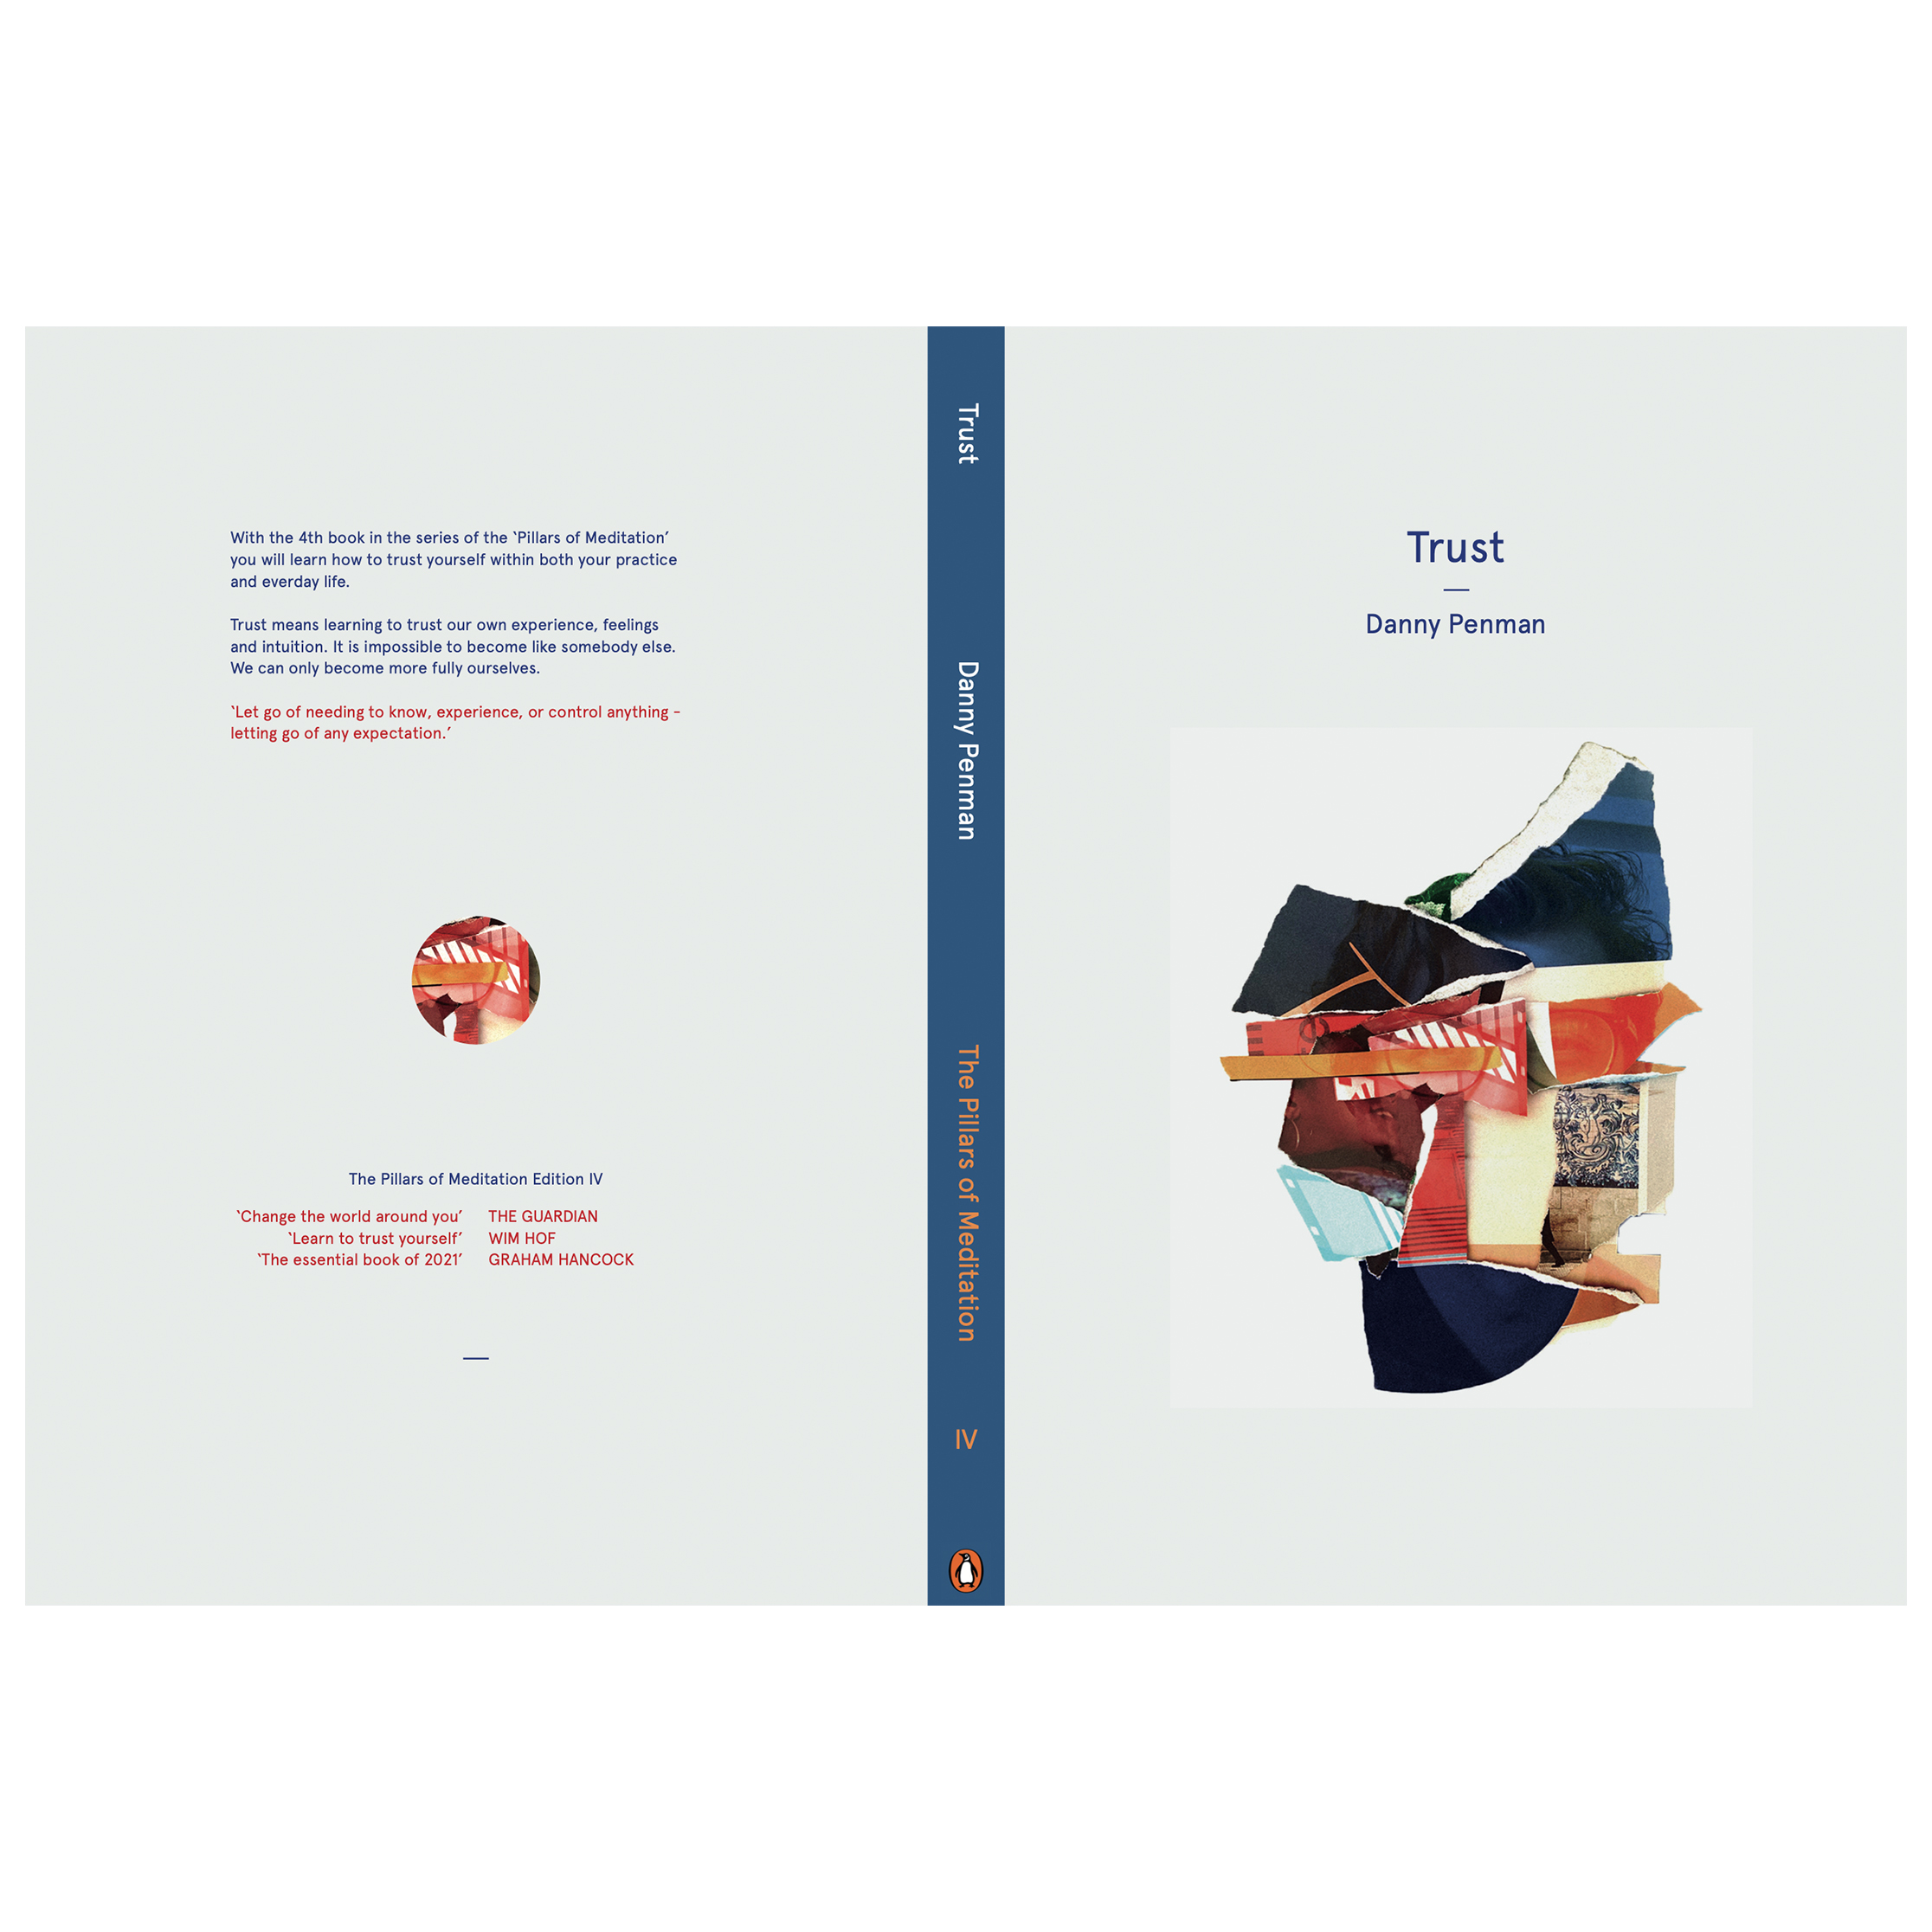 With the 4th book in the series of the ‘Pillars of Meditation’
you will learn how to trust yourself within both your practice
and everday life.
Trust means learning to trust our own experience, feelings
and intuition. It is impossible to become like somebody else.
We can only become more fully ourselves.
‘Let go of needing to know, experience, or control anything -
letting go of any expectation.’
The Pillars of Meditation Edition IV
‘Change the world around you’ THE GUARDIAN
‘Learn to trust yourself’ WIM HOF
‘The essential book of 2021’ GRAHAM HANCOCK
Trust
Danny Penman
The Pillars of Meditation
IV
Trust
Danny Penman